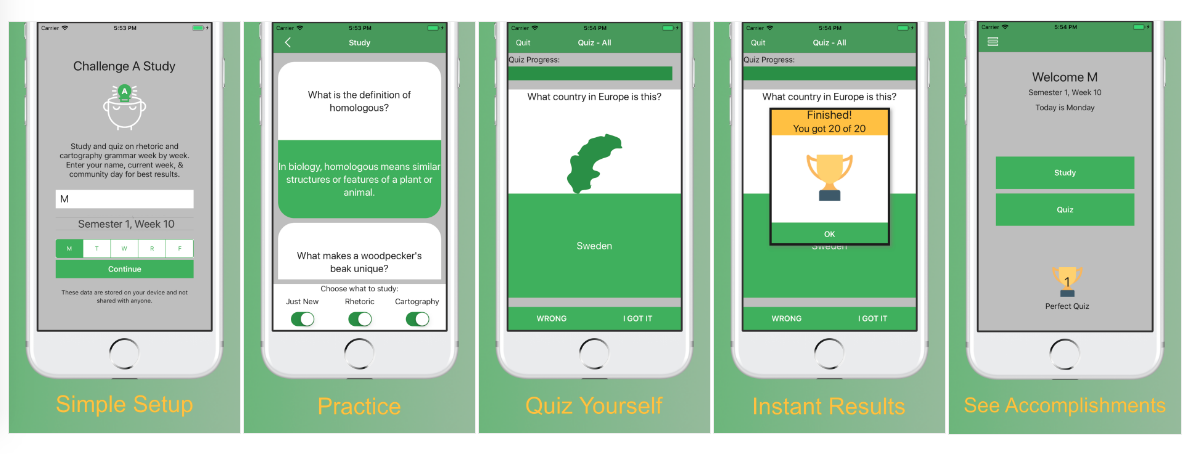 Carrier 5:53 PM
Challenge A Study
A
Study and quiz on rhetoric and
cartography grammar week by week.
Enter your name, current week, &
community day for best results.
M
Semester 1, Week 10
M T W R F
Continue
These data are stored on your device and not
shared with anyone.
Simple Setup
Carrier 5:53 PM
Study
What is the definition of
homologous?
In biology, homologous means similar
structures or features of a plant or
animal.
What makes a woodpecker's
beak unique?
Choose what to study:
Just New Rhetoric Cartography
Practice
Carrier 5:54 PM
Quit Quiz - All
Quiz Progress:
What country in Europe is this?
Sweden
WRONG I GOT IT
Quiz Yourself
Carrier 5:54 PM
Quit Quiz - All
Quiz Progress:
What country in Europe is this?
Finished!
You got 20 of 20
OK
Sweden
WRONG I GOT IT
Instant Results
Carrier 5:54 PM
Welcome M
Semester 1, Week 10
Today is Monday
Study
Quiz
1
Perfect Quiz
See Accomplishments